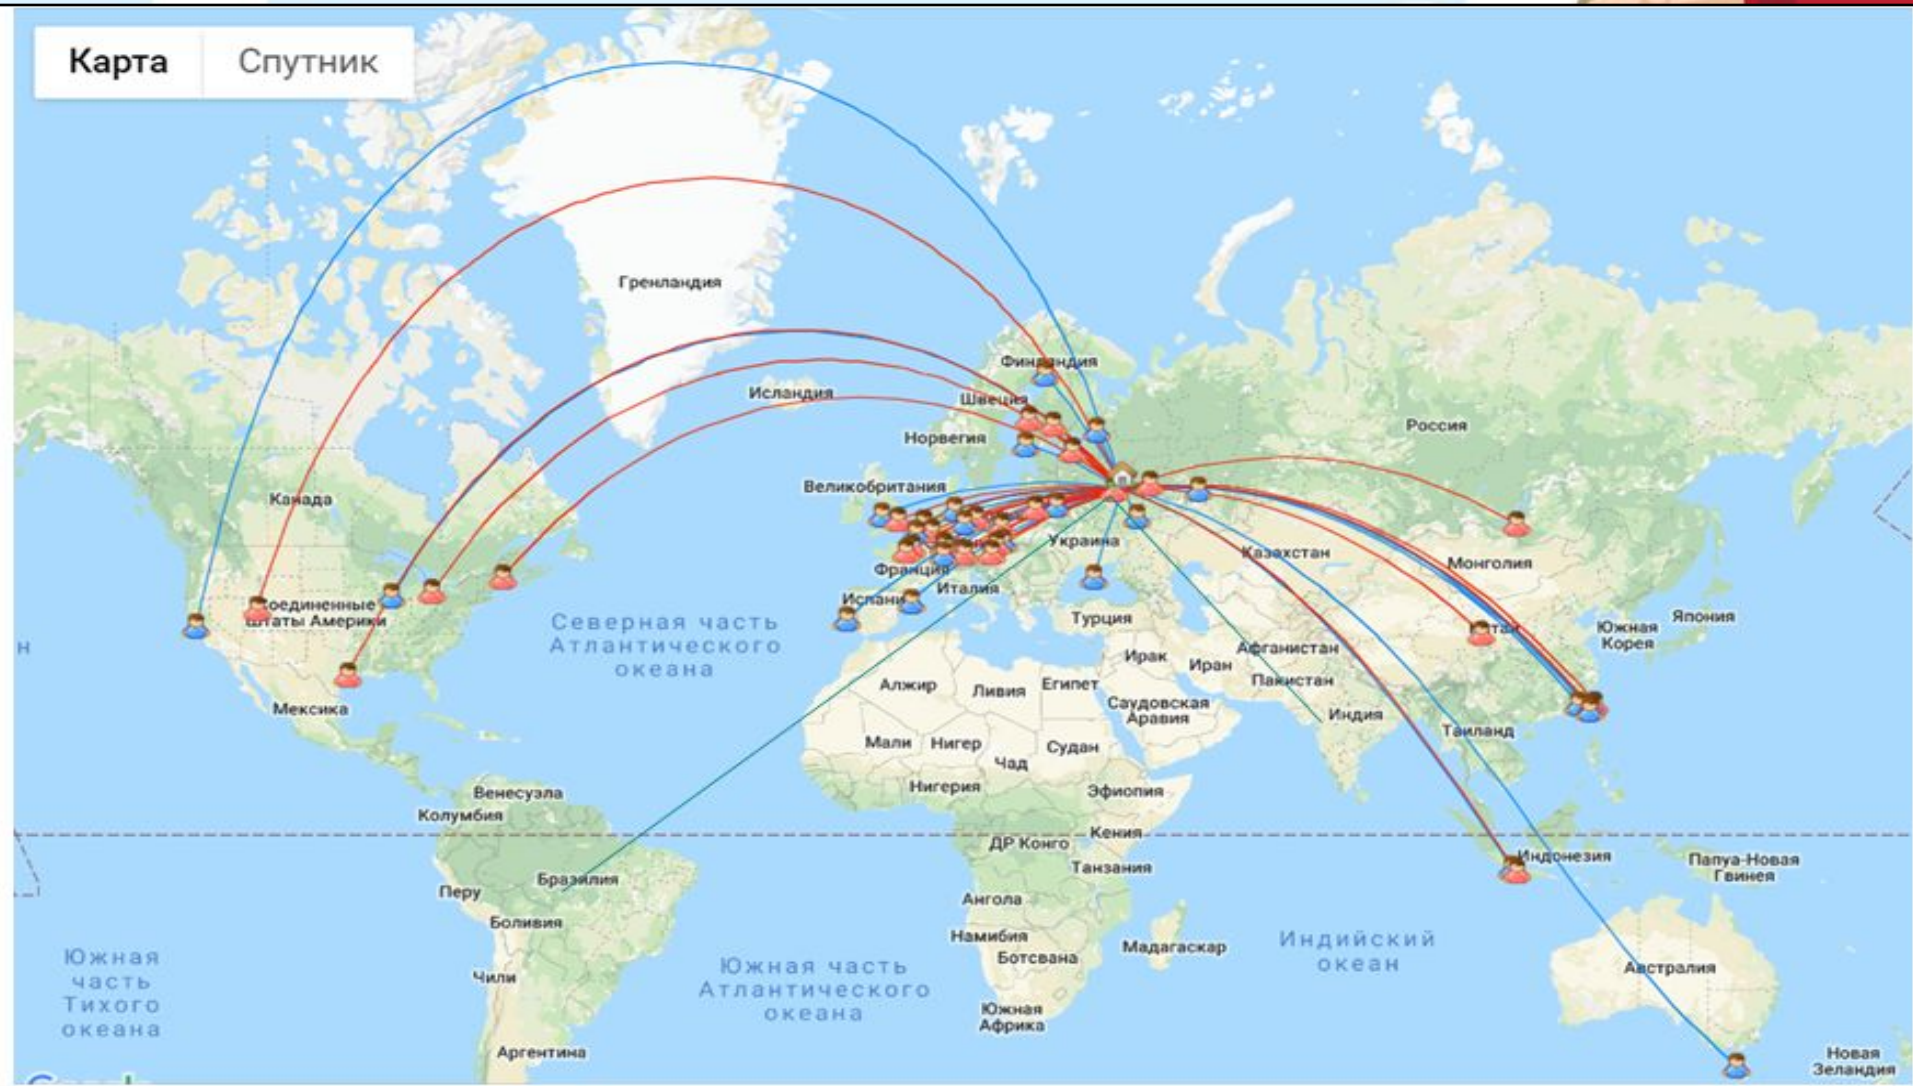 Карта
Спутник
Гренландия
Финляндия
Исландия
Швеция
Норвегия
Россия
Великобритания
Канада
Украина
Казахстан
Монголия
Франция
Италия
Соединенные
Штаты Америки
Турция
Япония
Южная
Корея
Северная часть
Атлантического
океана
н
Афганистан
Ирак
Иран
Пакистан
Алжир
Ливия
Египет
Саудовская
Аравия
Мексика
Индия
Таиланд
Мали
Нигер
Судан
Чад
Нигерия
Эфиопия
Венесуэла
Колумбия
Кения
ДР Конго
Танзания
Индонезия
Папуа-Новая
Гвинея
Бразилия
Перу
Ангола
Боливия
Намибия
Ботсвана
Мадагаскар
Индийский
океан
Южная
часть
Тихого
океана
Чили
Южная часть
Атлантического
океана
Австралия
Южная
Африка
Аргентина
Новая
Зеландия